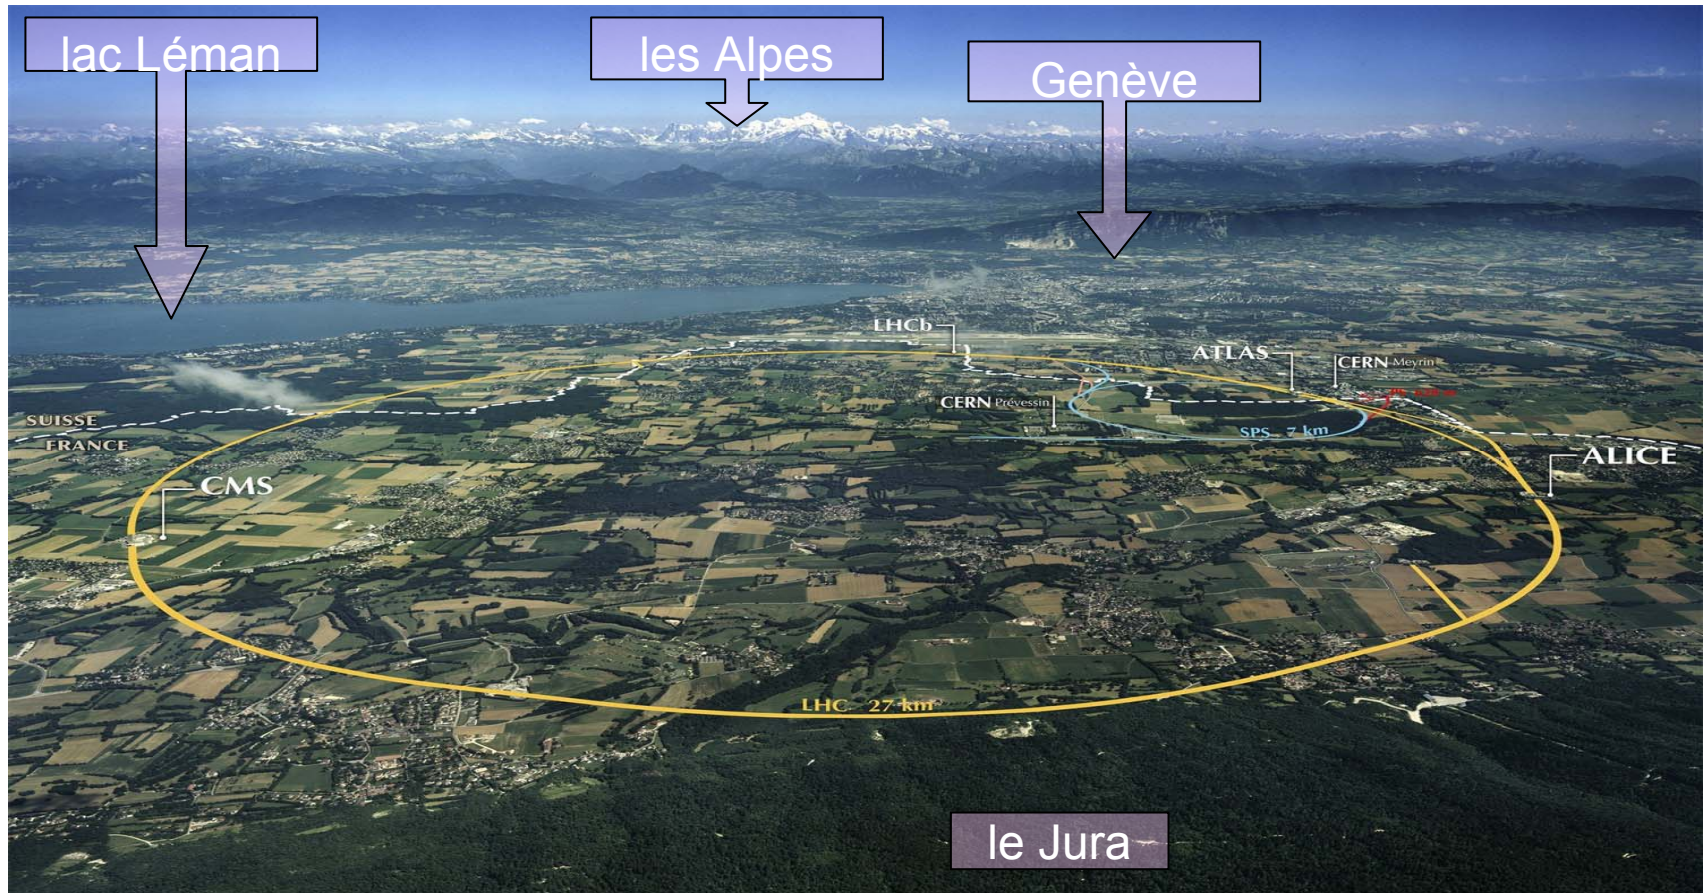 lac Léman
les Alpes
Genève
LHCb
ATLAS
CERN Meyrin
CERN Prévessin
SUISSE
FRANCE
SPS 7 km
ALICE
CMS
LHC 27 km
le Jura